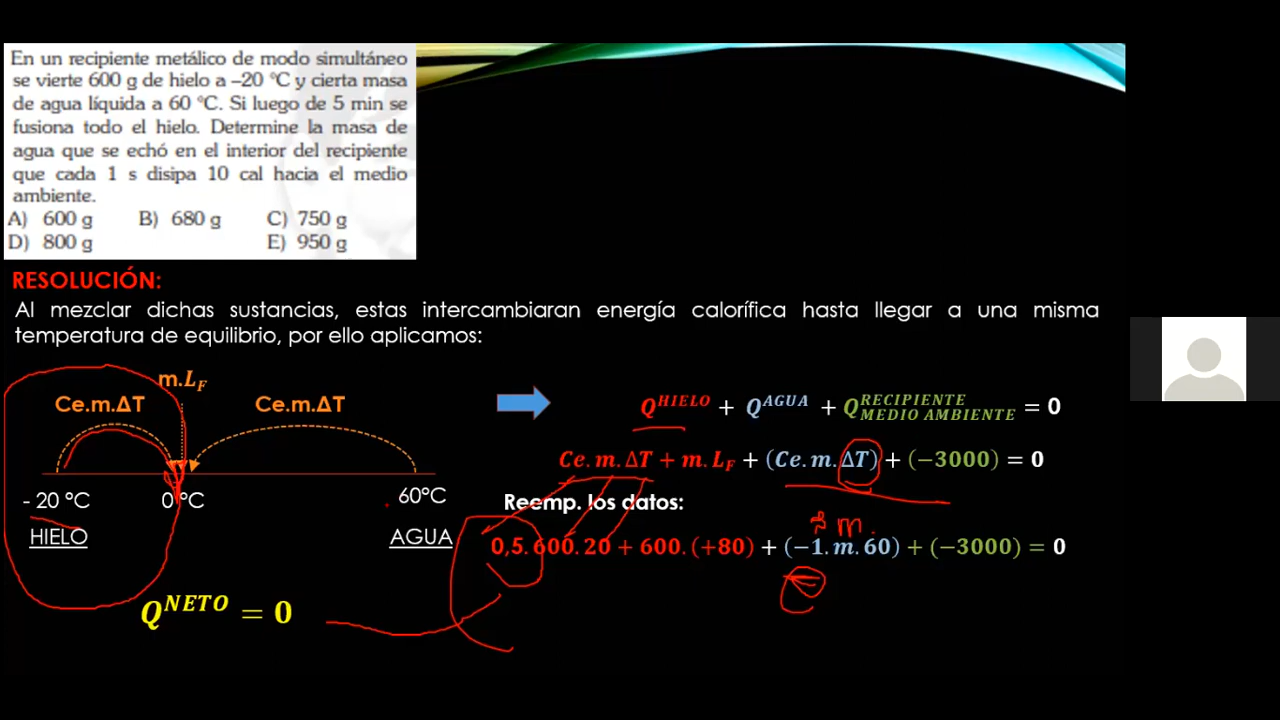 En un recipiente metálico de modo simultáneo
se vierte 600 g de hielo a –20 °C y cierta masa
de agua líquida a 60 °C. Si luego de 5 min se
fusiona todo el hielo. Determine la masa de
agua que se echó en el interior del recipiente
que cada 1 s disipa 10 cal hacia el medio
ambiente.
A) 600 g B) 680 g C) 750 g
D) 800 g E) 950 g
RESOLUCIÓN:
Al mezclar dichas sustancias, estas intercambiaran energía calorífica hasta llegar a una misma
temperatura de equilibrio, por ello aplicamos:
m.L_F
Ce.m.ΔT Ce.m.ΔT
- 20 °C 0 °C 60°C
HIELO AGUA
Q^NETO = 0
Q^HIELO + Q^AGUA + Q^RECIPIENTE_MEDIO AMBIENTE = 0
Ce.m.ΔT + m.L_F + (Ce.m.ΔT) + (−3000) = 0
Reemp. los datos:
m.
0,5.600.20 + 600.(+80) + (−1.m.60) + (−3000) = 0